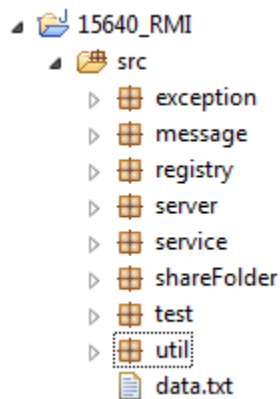 15640_RMI
src
exception
message
registry
server
service
shareFolder
test
util
data.txt